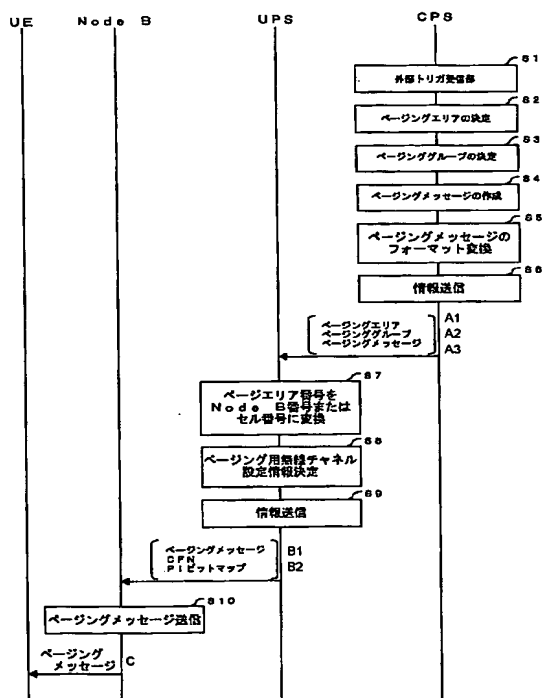 UE Node B UPS CPS
S1
外部トリガ受信部
S2
ページングエリアの決定
S3
ページンググループの決定
S4
ページングメッセージの作成
S5
ページングメッセージの
フォーマット変換
S6
情報送信
ページングエリア A1
ページンググループ A2
ページングメッセージ A3
S7
ページエリア番号を
Node B番号または
セル番号に変換
S8
ページング用無線チャネル
設定情報決定
S9
情報送信
ページングメッセージ B1
CFN
PIビットマップ B2
S10
ページングメッセージ送信
ページング
メッセージ C